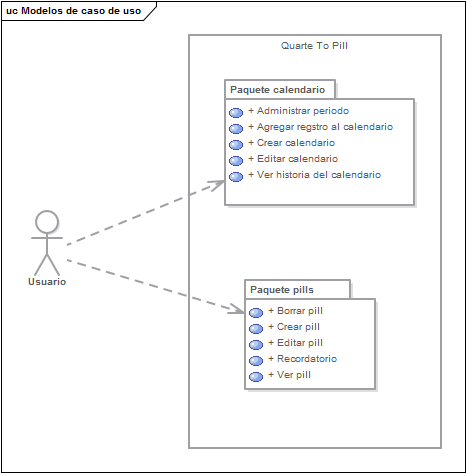 uc Modelos de caso de uso
Quarte To Pill
Paquete calendario
+ Administrar periodo
+ Agregar regstro al calendario
+ Crear calendario
+ Editar calendario
+ Ver historia del calendario
Usuario
Paquete pills
+ Borrar pill
+ Crear pill
+ Editar pill
+ Recordatorio
+ Ver pill